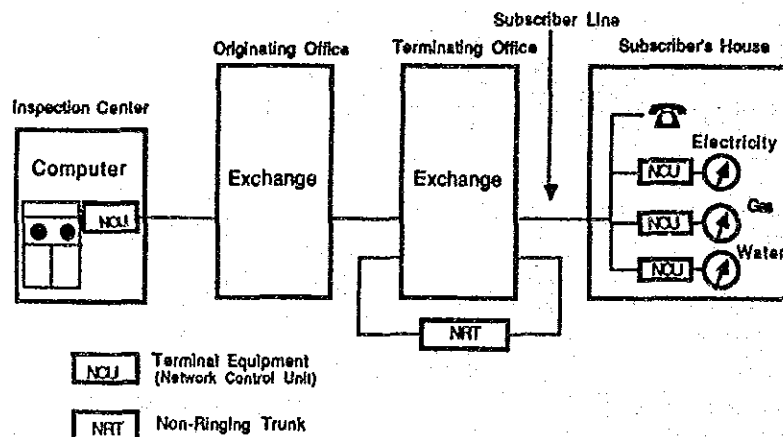 Subscriber Line
Originating Office
Terminating Office
Subscriber's House
Inspection Center
Computer
NCU
Exchange
Exchange
Electricity
NCU
Gas
NCU
Water
NCU
NRT
NCU
Terminal Equipment
(Network Control Unit)
NRT
Non-Ringing Trunk